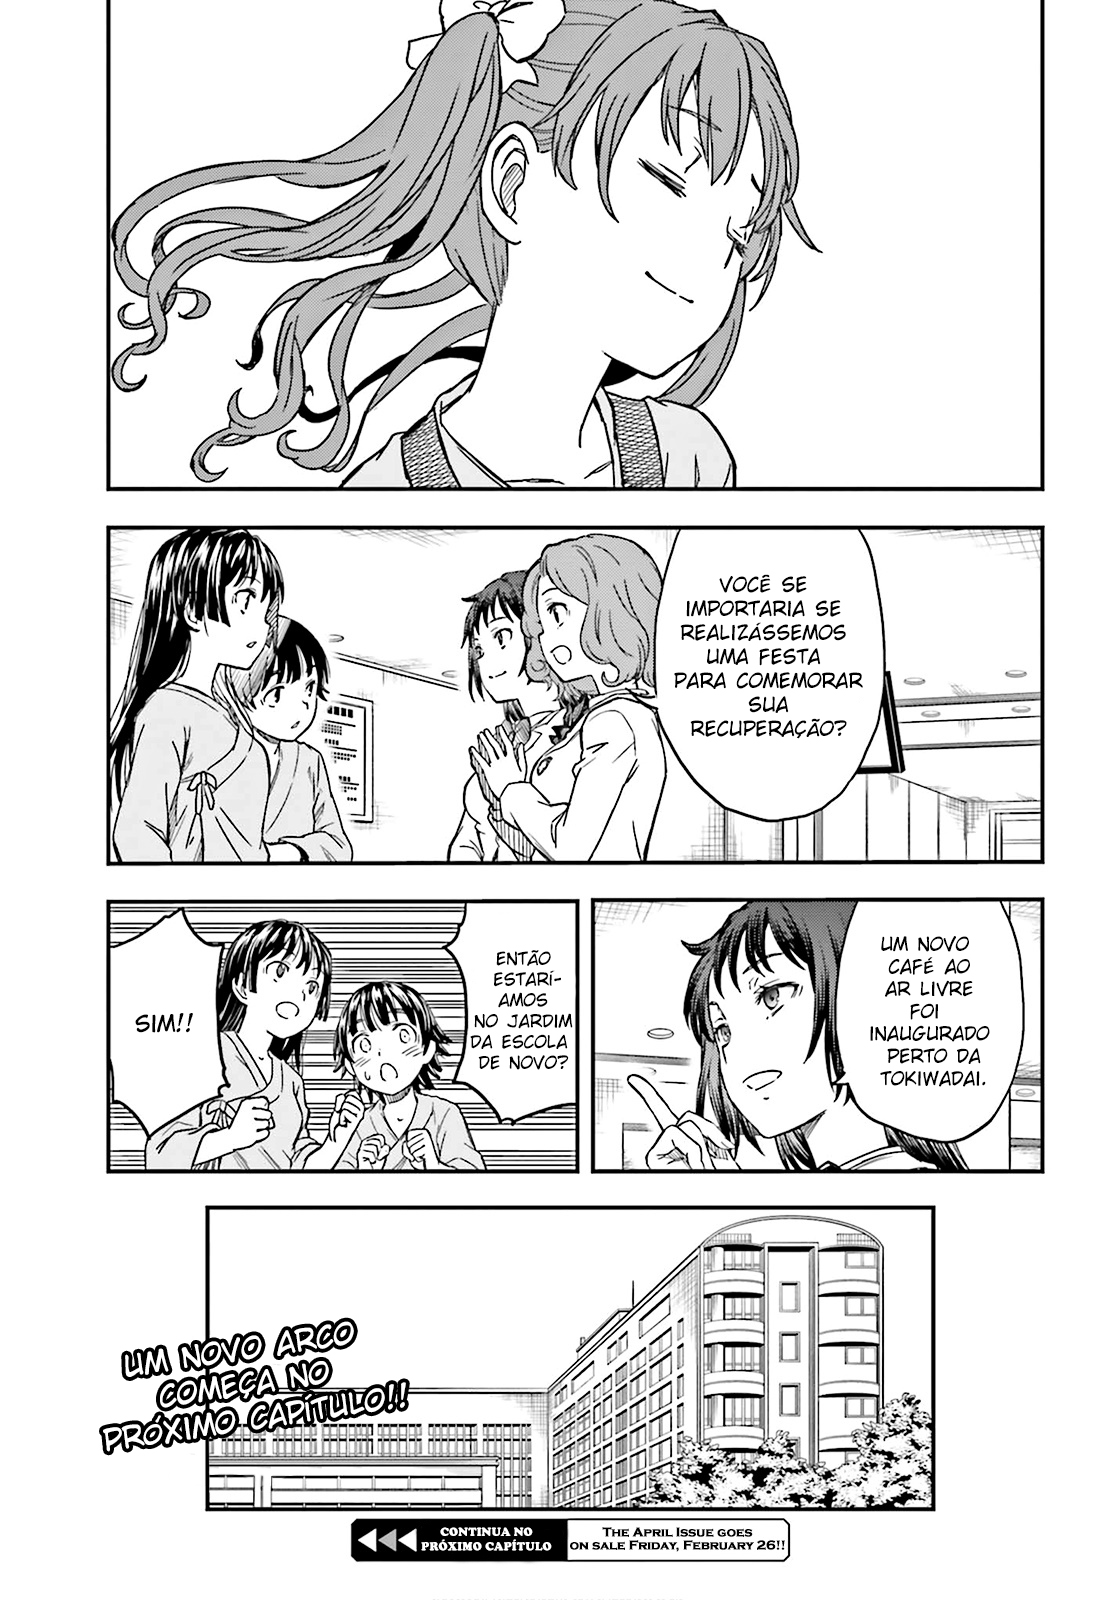 VOCÊ SE
IMPORTARIA SE
REALIZÁSSEMOS
UMA FESTA
PARA COMEMORAR
SUA
RECUPERAÇÃO?
UM NOVO
CAFÉ AO
AR LIVRE
FOI
INAUGURADO
PERTO DA
TOKIWADAI.
ENTÃO
ESTARÍ-
AMOS
NO JARDIM
DA ESCOLA
DE NOVO?
SIM!!
UM NOVO ARCO
COMEÇA NO
PRÓXIMO CAPÍTULO!!
CONTINUA NO
PRÓXIMO CAPÍTULO
THE APRIL ISSUE GOES
ON SALE FRIDAY, FEBRUARY 26!!